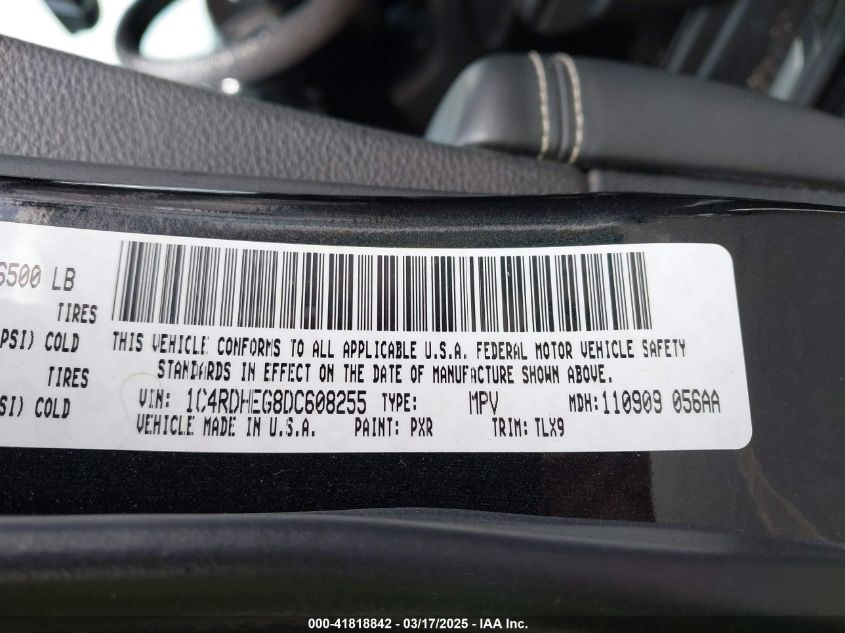 6500 LB
TIRES
PSI) COLD
TIRES
SI) COLD
THIS VEHICLE CONFORMS TO ALL APPLICABLE U.S.A. FEDERAL MOTOR VEHICLE SAFETY
STANDARDS IN EFFECT ON THE DATE OF MANUFACTURE SHOWN ABOVE.
VIN: 1C4RDHEG8DC608255 TYPE: MPV MDH: 110909 056AA
VEHICLE MADE IN U.S.A. PAINT: PXR TRIM: TLX9
000-41818842 / 03/17/2025 - IAA Inc.